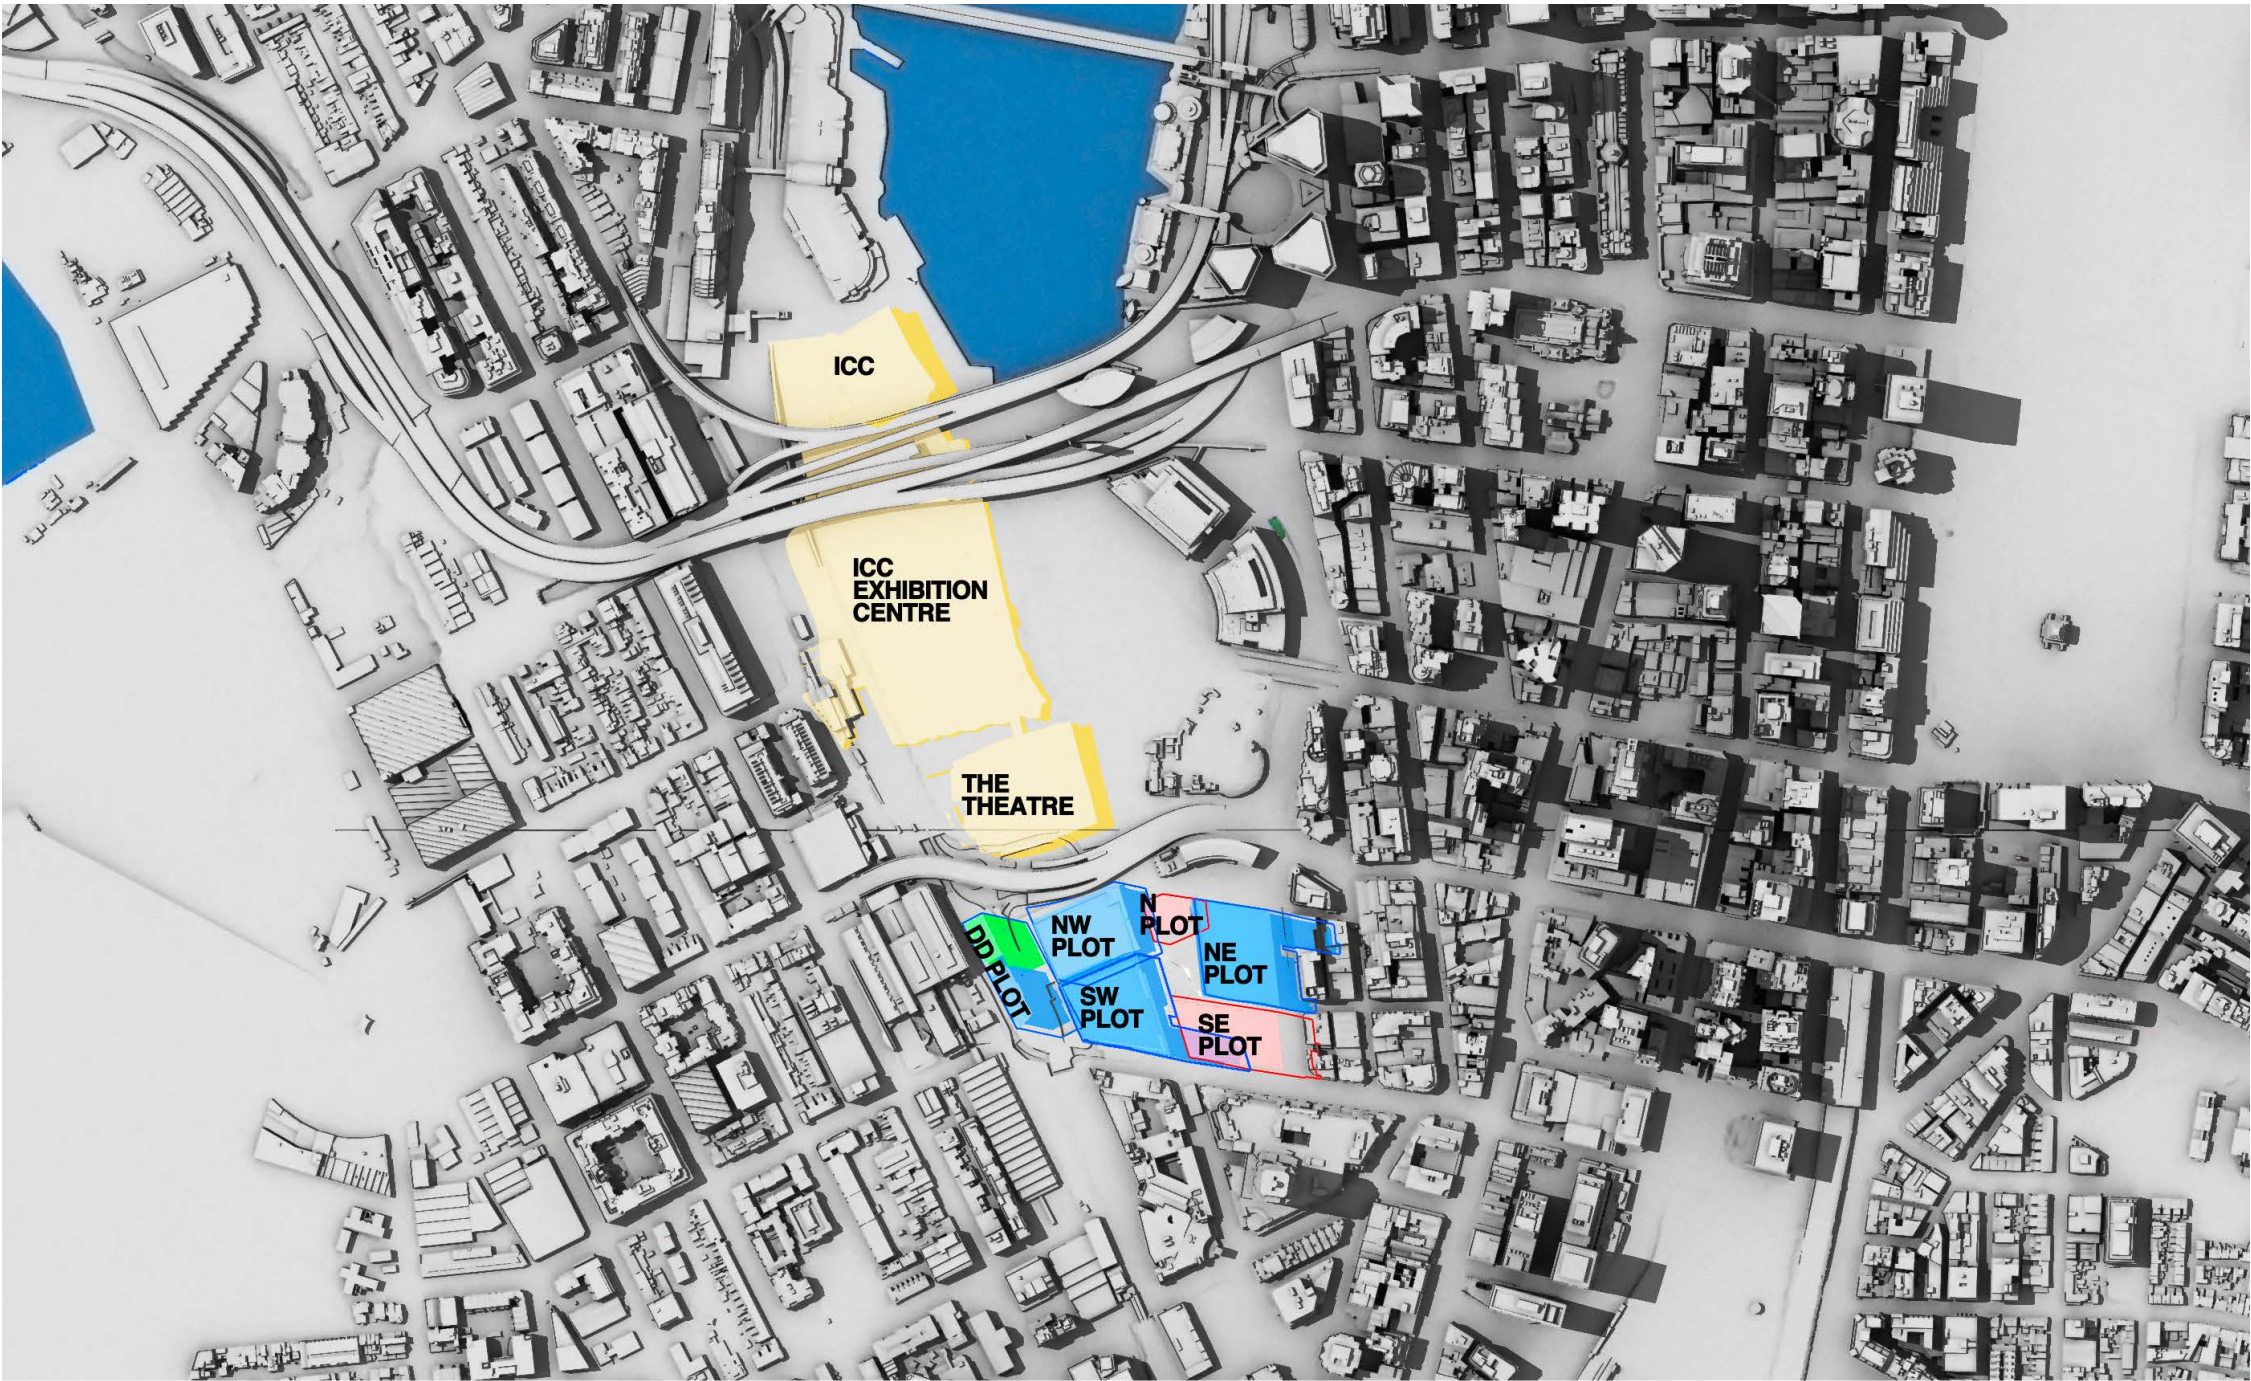 ICC
ICC
EXHIBITION
CENTRE
THE
THEATRE
DD PLOT
NW
PLOT
N
PLOT
NE
PLOT
SW
PLOT
SE
PLOT